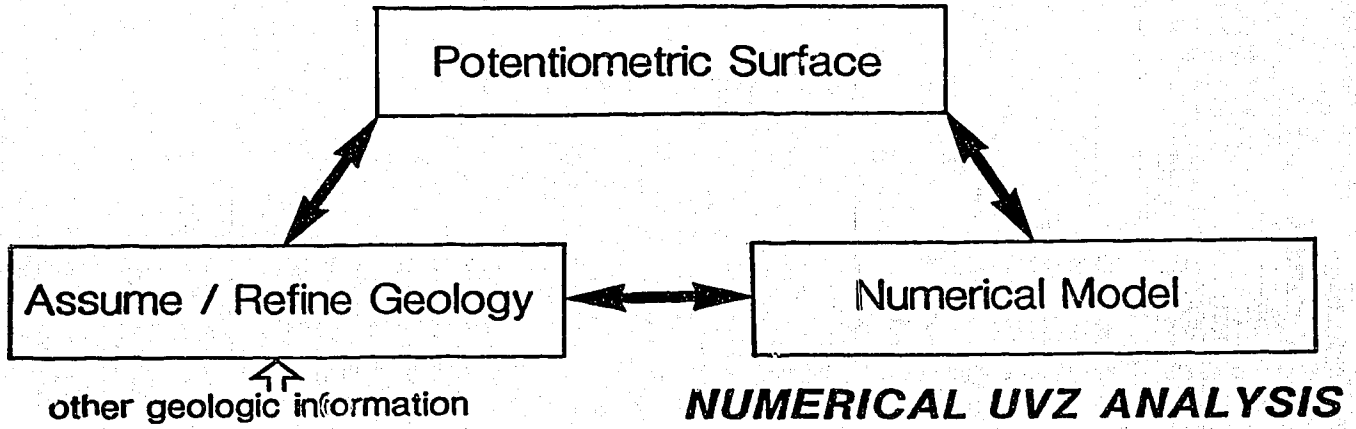 Potentiometric Surface
Assume / Refine Geology
Numerical Model
other geologic information
NUMERICAL UVZ ANALYSIS